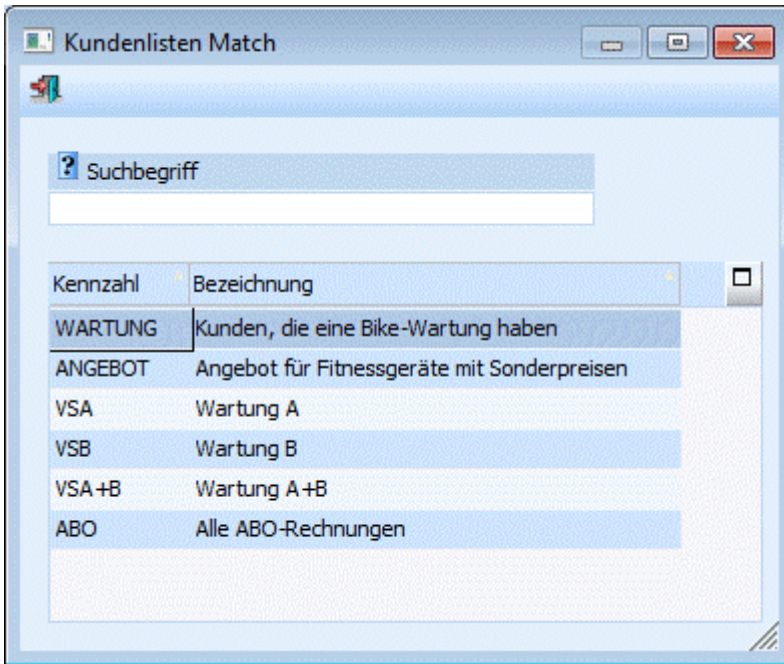 Kundenlisten Match
Suchbegriff
Kennzahl Bezeichnung
WARTUNG Kunden, die eine Bike-Wartung haben
ANGEBOT Angebot für Fitnessgeräte mit Sonderpreisen
VSA Wartung A
VSB Wartung B
VSA+B Wartung A+B
ABO Alle ABO-Rechnungen